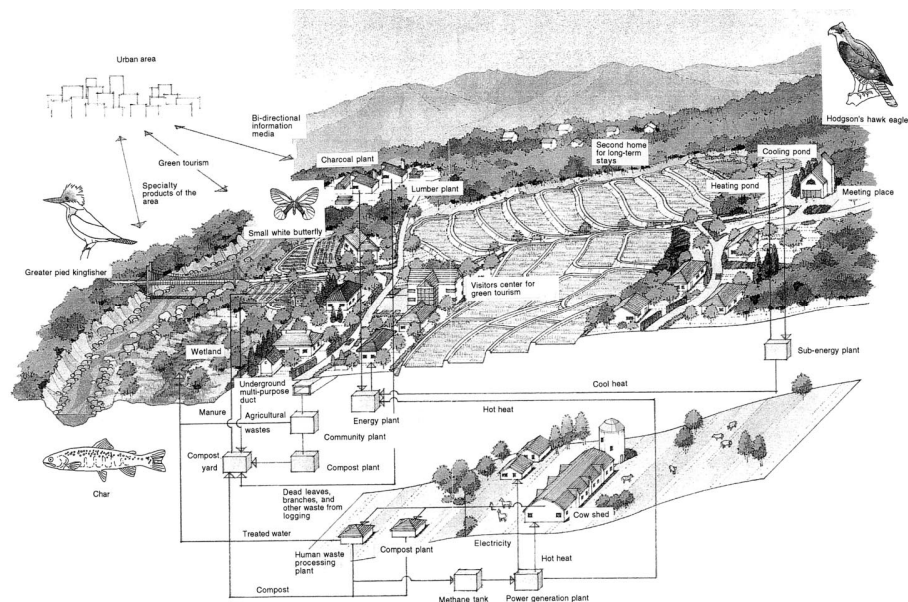 Urban area
Bi-directional
information
media
Green tourism
Specialty
products of the
area
Hodgson's hawk eagle
Second home
for long-term
stays
Cooling pond
Charcoal plant
Lumber plant
Heating pond
Meeting place
Small white butterfly
Greater pied kingfisher
Visitors center for
green tourism
Wetland
Sub-energy plant
Underground
multi-purpose
duct
Cool heat
Manure
Agricultural
wastes
Energy plant
Hot heat
Community plant
Compost
yard
Compost plant
Char
Dead leaves,
branches, and
other waste from
logging
Cow shed
Treated water
Human waste
processing
plant
Compost plant
Electricity
Hot heat
Compost
Methane tank
Power generation plant